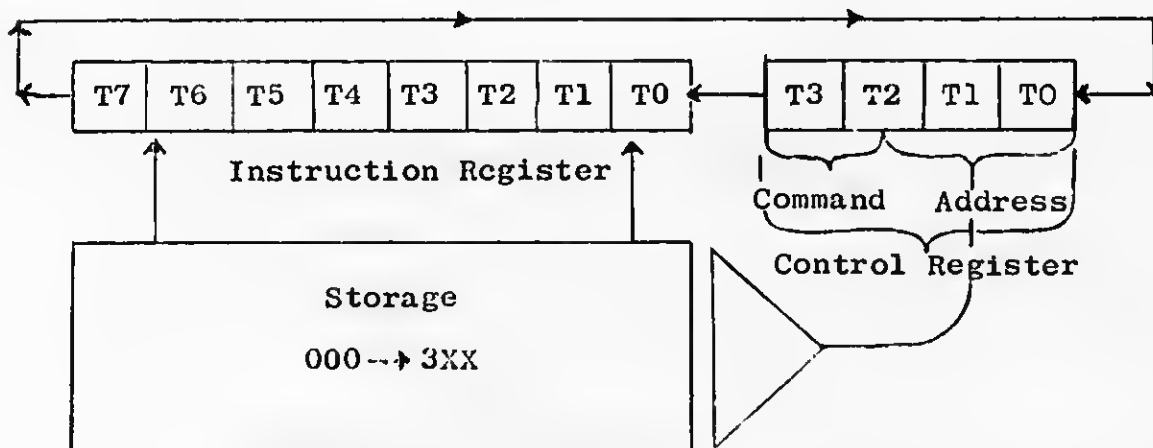 T7 T6 T5 T4 T3 T2 T1 T0 T3 T2 T1 T0
Instruction Register
Command Address
Control Register
Storage
000 --→ 3XX